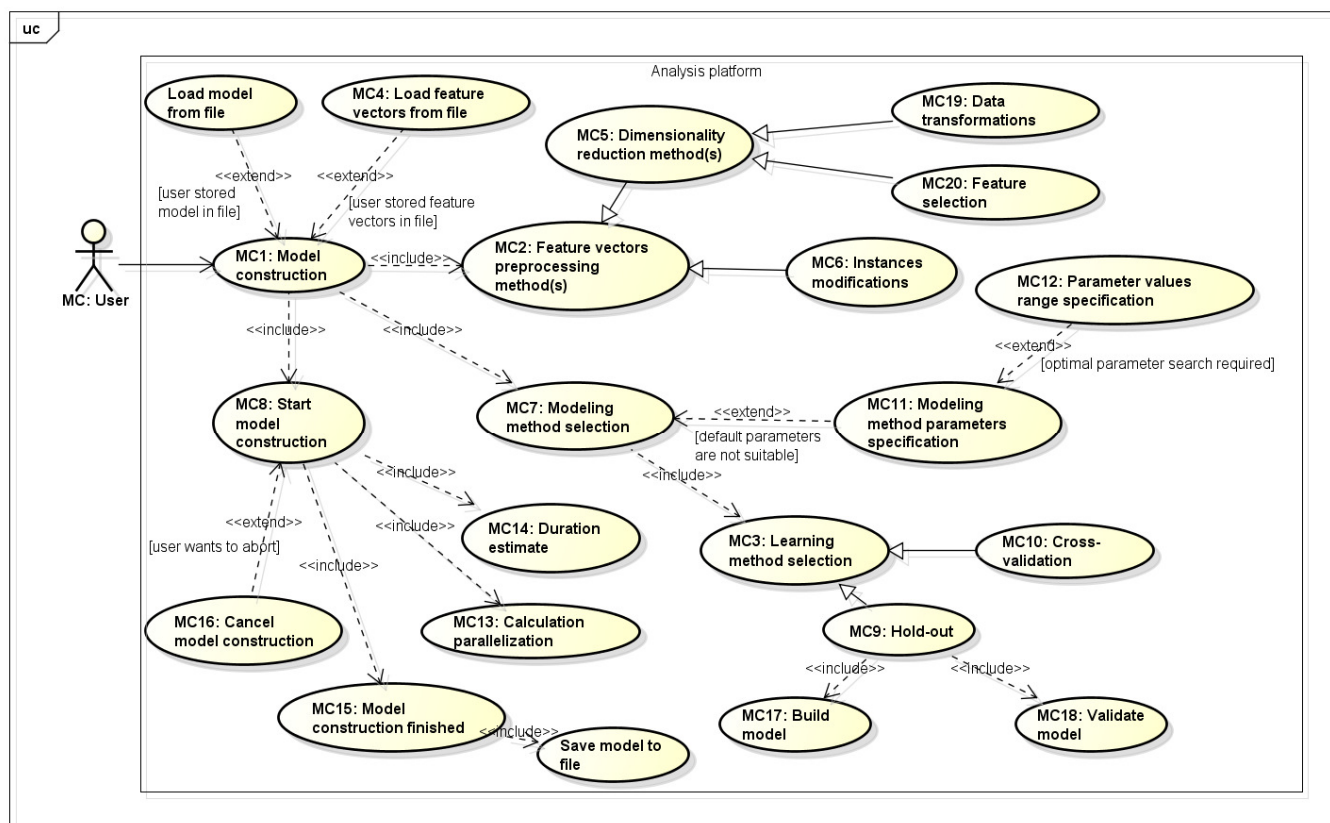 uc
Analysis platform
Load model
from file
MC4: Load feature
vectors from file
MC5: Dimensionality
reduction method(s)
MC19: Data
transformations
MC20: Feature
selection
<<extend>>
[user stored
model in file]
<<extend>>
[user stored feature
vectors in file]
MC: User
MC1: Model
construction
<<include>>
MC2: Feature vectors
preprocessing
method(s)
MC6: Instances
modifications
MC12: Parameter values
range specification
<<include>>
<<include>>
<<extend>>
[optimal parameter search required]
MC8: Start
model
construction
MC7: Modeling
method selection
<<extend>>
[default parameters
are not suitable]
MC11: Modeling
method parameters
specification
<<include>>
<<include>>
<<extend>>
[user wants to abort]
<<include>>
MC14: Duration
estimate
MC3: Learning
method selection
MC10: Cross-
validation
<<include>>
MC16: Cancel
model construction
MC13: Calculation
parallelization
MC9: Hold-out
<<include>>
<<include>>
MC15: Model
construction finished
<<include>>
Save model to
file
MC17: Build
model
MC18: Validate
model